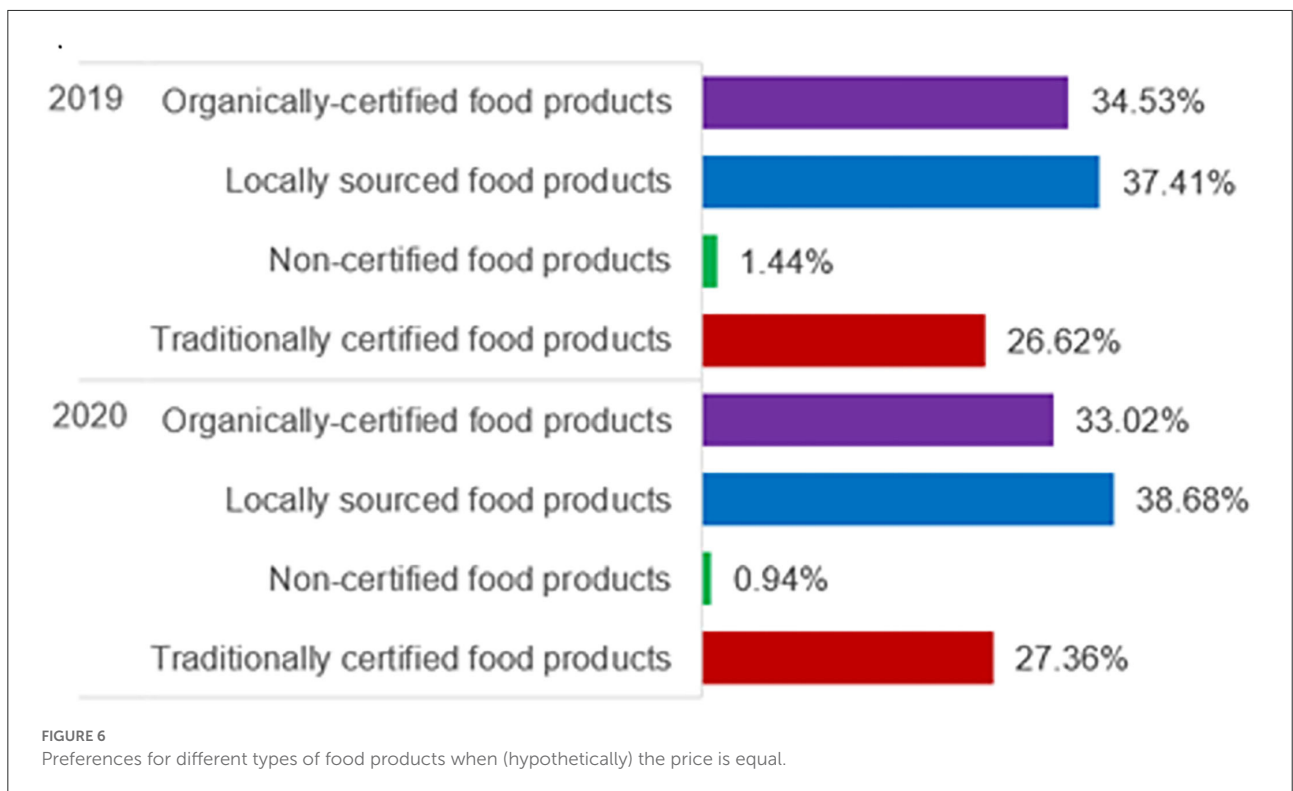 2019 Organically-certified food products 34.53%
Locally sourced food products 37.41%
Non-certified food products 1.44%
Traditionally certified food products 26.62%
2020 Organically-certified food products 33.02%
Locally sourced food products 38.68%
Non-certified food products 0.94%
Traditionally certified food products 27.36%
FIGURE 6
Preferences for different types of food products when (hypothetically) the price is equal.